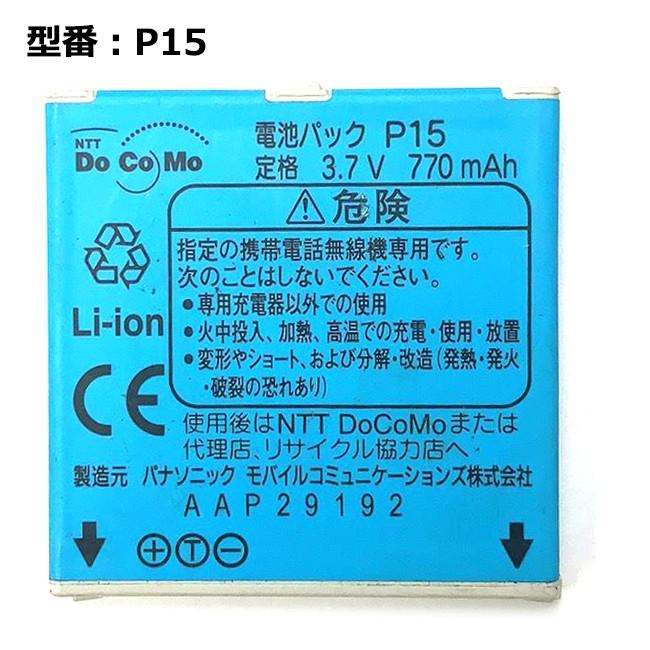 型番：P15
NTT
DoCoMo
電池パック P15
定格 3.7V 770mAh
危険
指定の携帯電話無線機専用です。
次のことはしないでください。
●専用充電器以外での使用
●火中投入、加熱、高温での充電・使用・放置
●変形やショート、および分解・改造(発熱・発火
・破裂の恐れあり)
Li-ion
CE
使用後はNTT DoCoMoまたは
代理店、リサイクル協力店へ
製造元 パナソニック モバイルコミュニケーションズ株式会社
AAP29192
+ T -